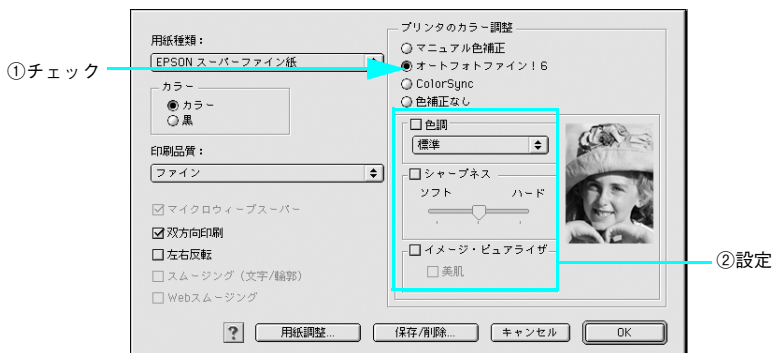 ①チェック
用紙種類：
EPSON スーパーファイン紙
カラー
カラー
黒
印刷品質：
ファイン
マイクロウィーブスーパー
双方向印刷
左右反転
スムージング（文字/輪郭）
Webスムージング
プリンタのカラー調整
マニュアル色補正
オートフォトファイン！6
ColorSync
色補正なし
色調
標準
シャープネス
ソフト ハード
イメージ・ピュアライザ
美肌
②設定
? 用紙調整... 保存/削除... キャンセル OK